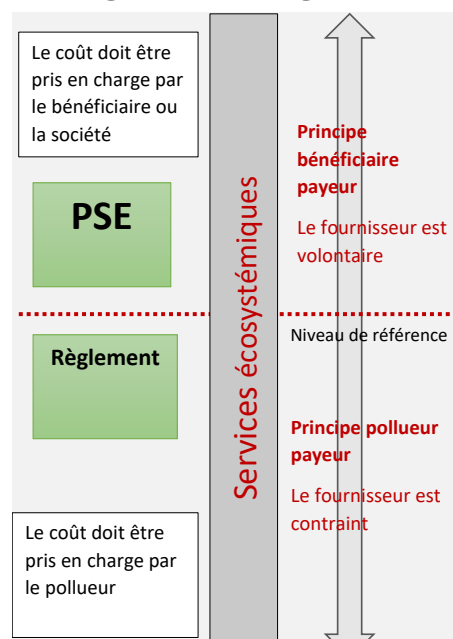 Le coût doit être
pris en charge par
le bénéficiaire ou
la société
PSE
Règlement
Le coût doit être
pris en charge par
le pollueur
Services écosystémiques
Principe
bénéficiaire
payeur
Le fournisseur est
volontaire
Niveau de référence
Principe pollueur
payeur
Le fournisseur est
contraint